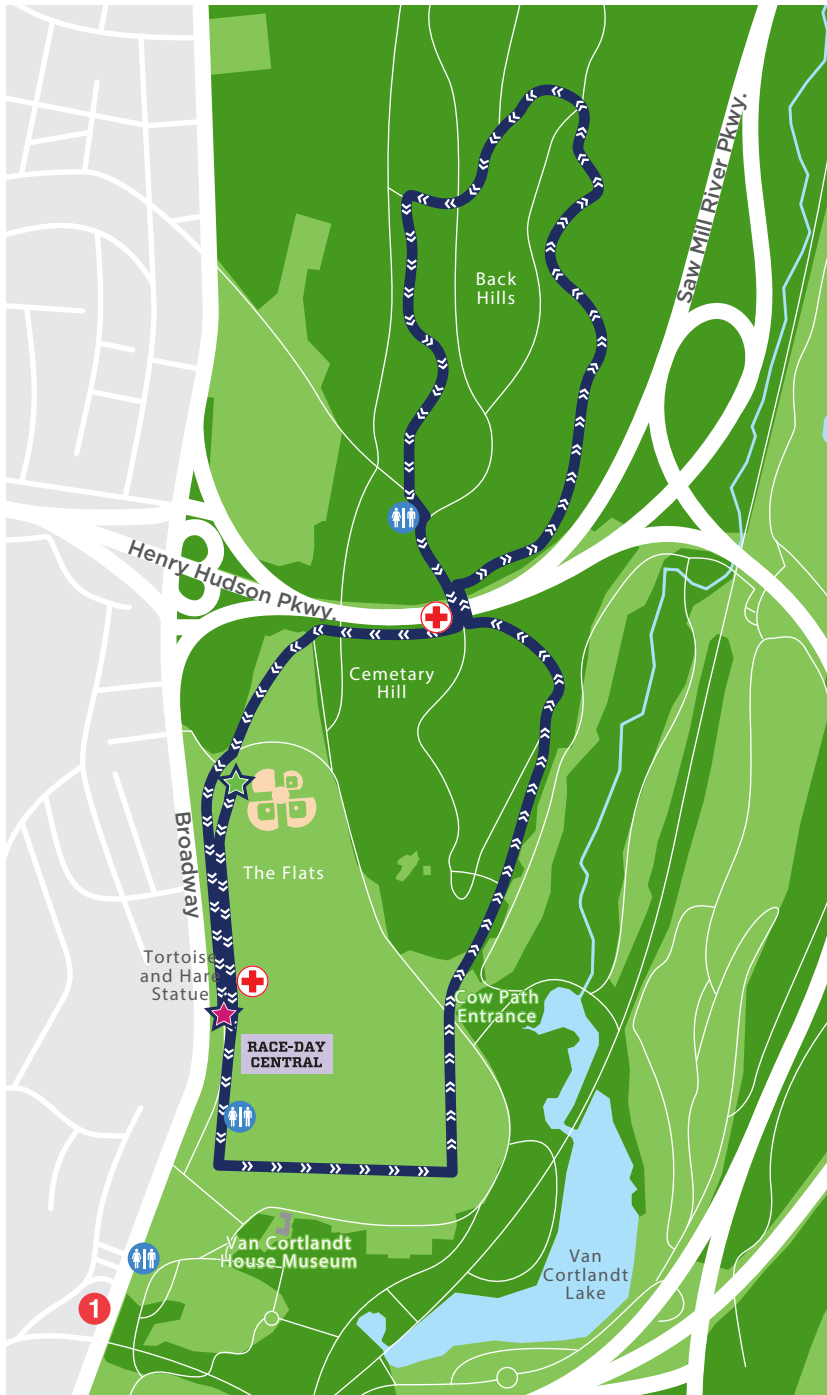 Saw Mill River Pkwy.
Back
Hills
Henry Hudson Pkwy.
Cemetary
Hill
Broadway
The Flats
Tortoise
and Hare
Statue
Cow Path
Entrance
RACE-DAY
CENTRAL
Van Cortlandt
House Museum
Van
Cortlandt
Lake
1